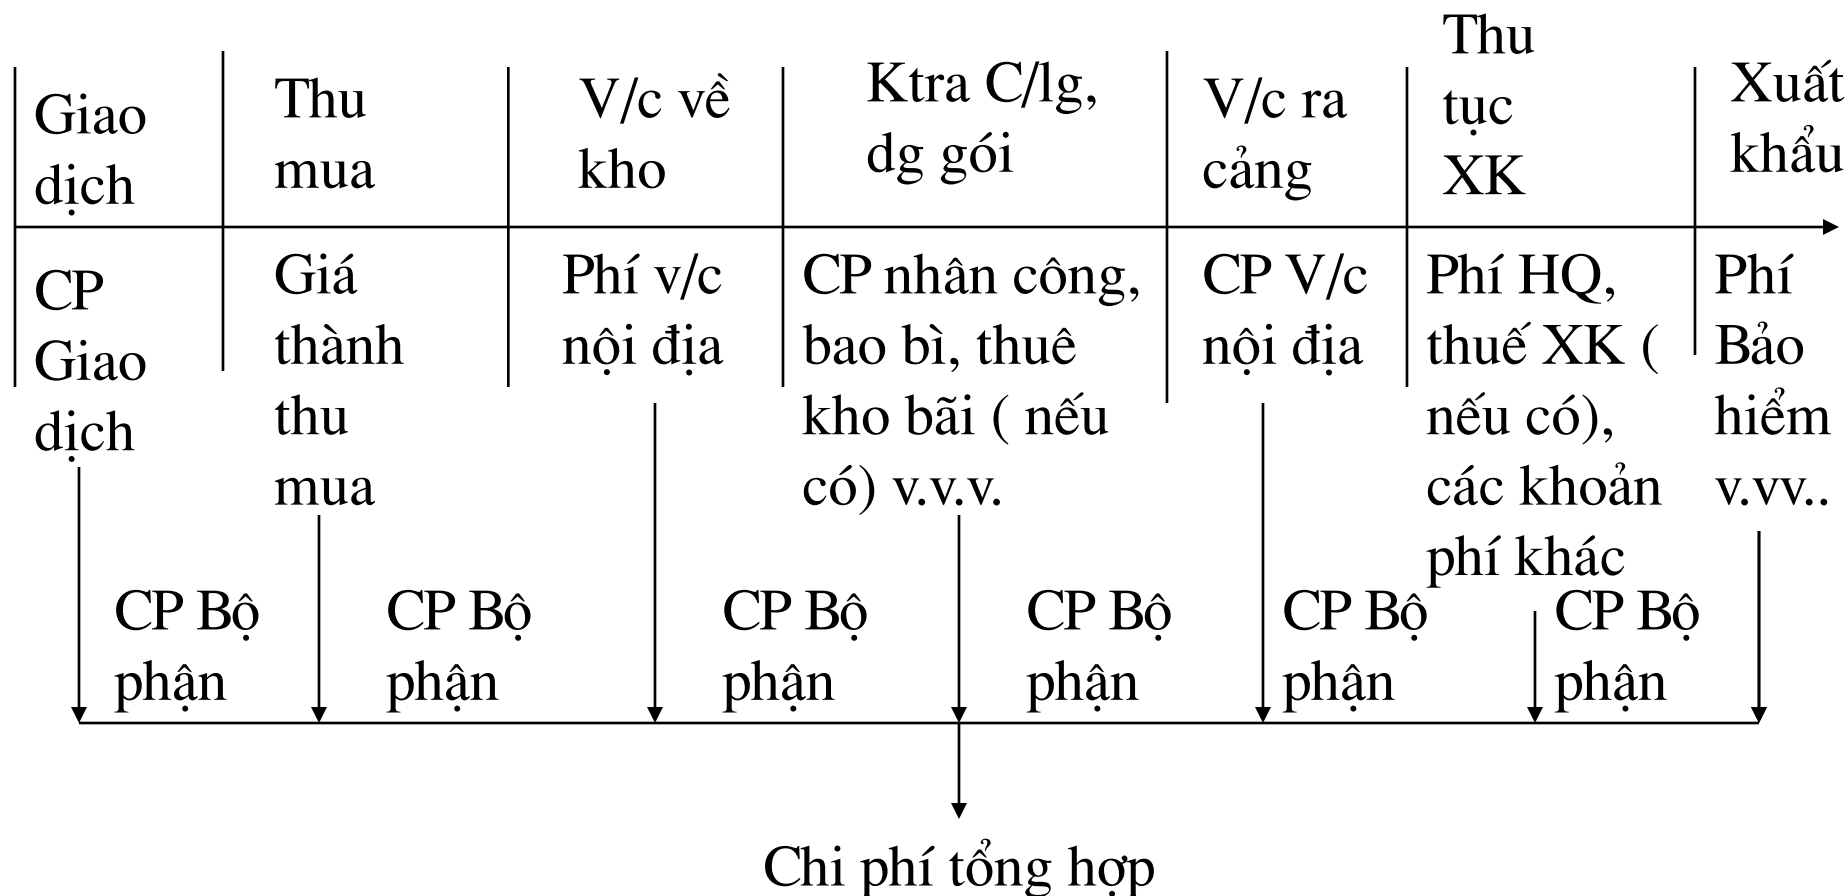 Giao
dịch
Thu
mua
V/c về
kho
Ktra C/lg,
dg gói
V/c ra
cảng
Thu
tục
XK
Xuất
khẩu
CP
Giao
dịch
Giá
thành
thu
mua
Phí v/c
nội địa
CP nhân công,
bao bì, thuê
kho bãi ( nếu
có) v.v.v.
CP V/c
nội địa
Phí HQ,
thuế XK (
nếu có),
các khoản
phí khác
Phí
Bảo
hiểm
v.vv..
CP Bộ
phận
CP Bộ
phận
CP Bộ
phận
CP Bộ
phận
CP Bộ
phận
CP Bộ
phận
Chi phí tổng hợp